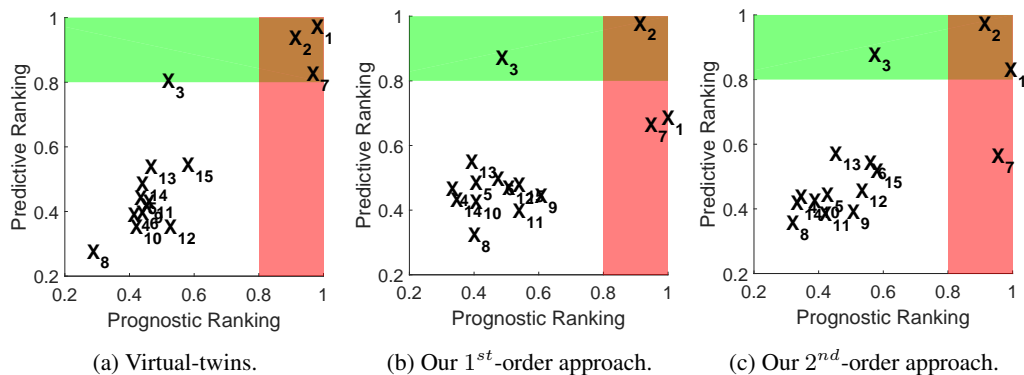 1
0.8
0.6
0.4
0.2
Predictive Ranking
X1
X2
X7
X3
X13
X15
X14
X11
X10
X12
X8
0.2 0.4 0.6 0.8 1
Prognostic Ranking
(a) Virtual-twins.
1
0.8
0.6
0.4
0.2
Predictive Ranking
X2
X3
X1
X7
X13
X5
X4
X14
X10
X9
X11
X8
0.2 0.4 0.6 0.8 1
Prognostic Ranking
(b) Our 1st-order approach.
1
0.8
0.6
0.4
0.2
Predictive Ranking
X2
X3
X1
X7
X13
X6
X15
X12
X5
X4
X9
X11
X14
X8
0.2 0.4 0.6 0.8 1
Prognostic Ranking
(c) Our 2nd-order approach.